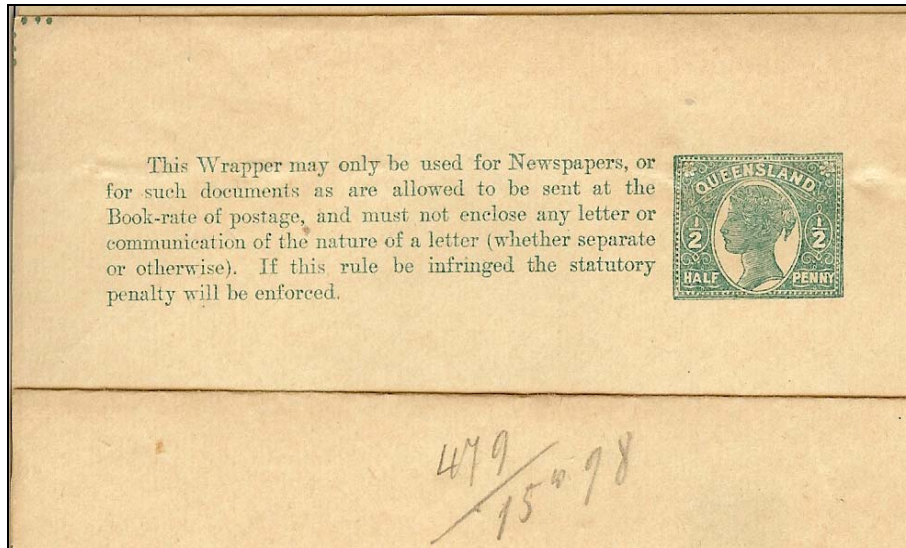 This Wrapper may only be used for Newspapers, or
for such documents as are allowed to be sent at the
Book-rate of postage, and must not enclose any letter or
communication of the nature of a letter (whether separate
or otherwise). If this rule be infringed the statutory
penalty will be enforced.
QUEENSLAND
½ ½
HALF PENNY
479/
15 98